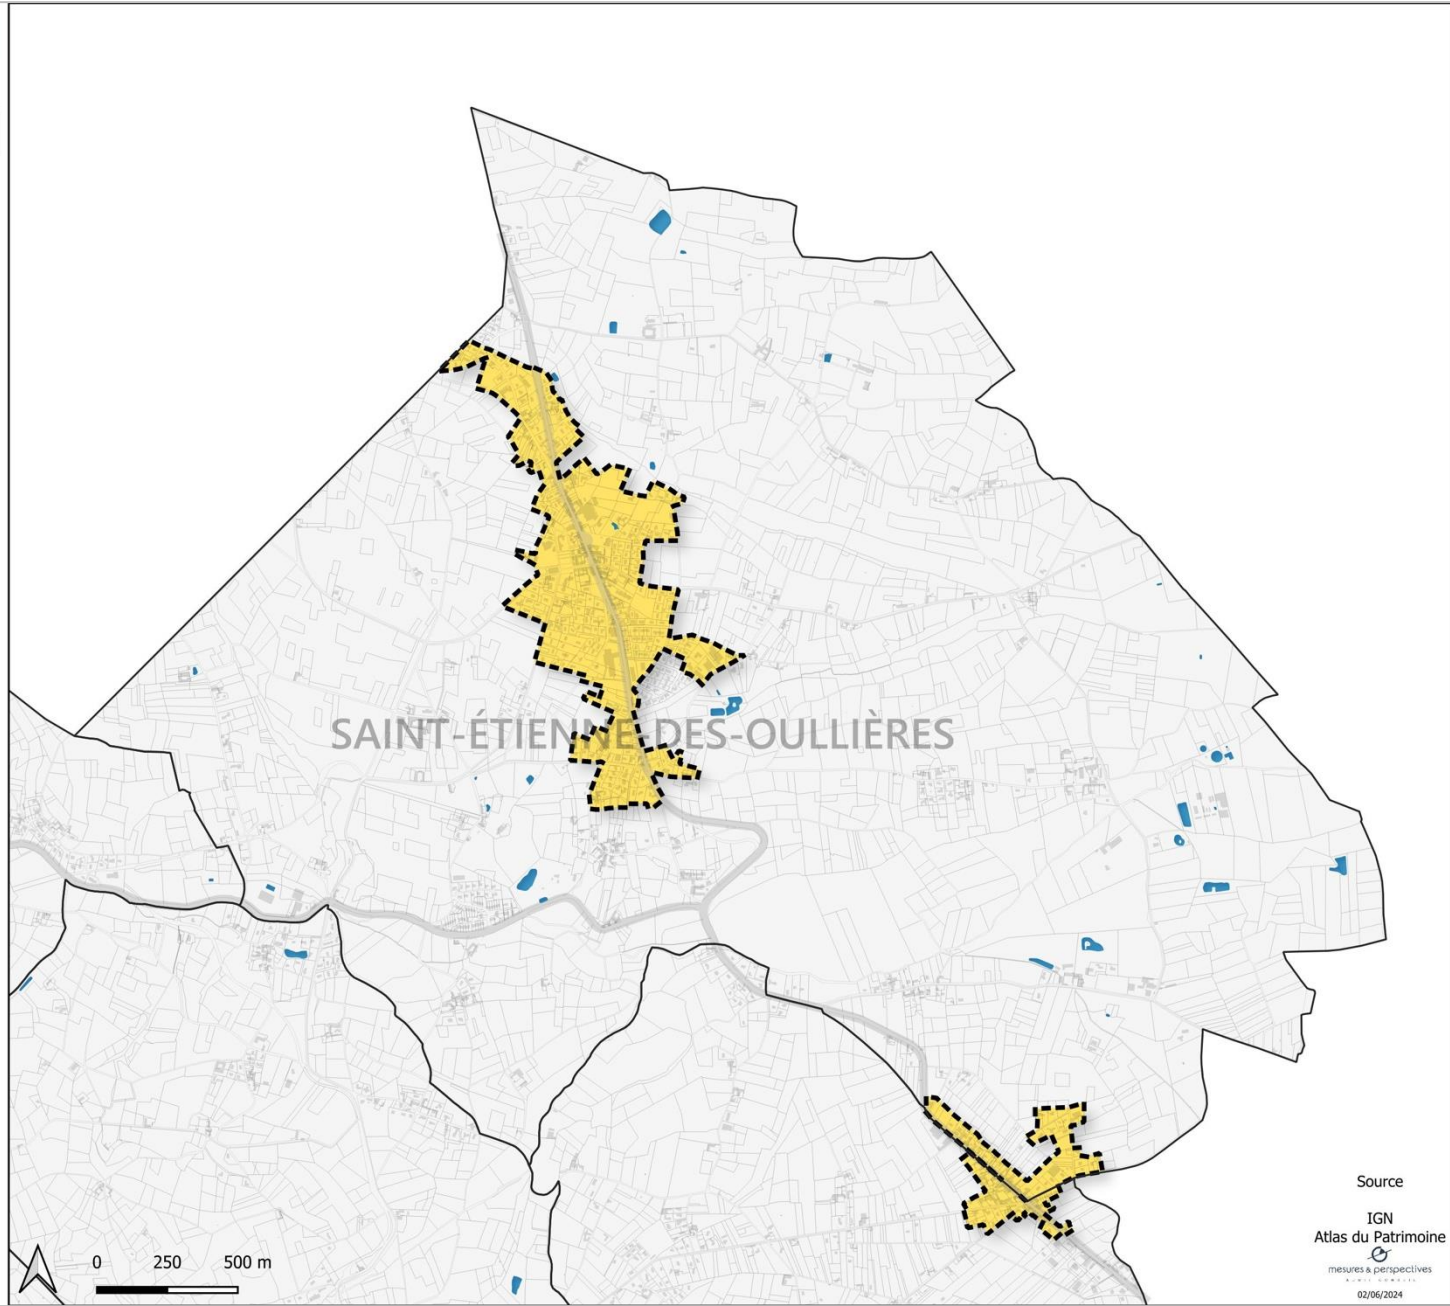 SAINT-ÉTIENNE-DES-OULLIÈRES
Source
IGN
Atlas du Patrimoine
mesures & perspectives
02/06/2024
0 250 500 m